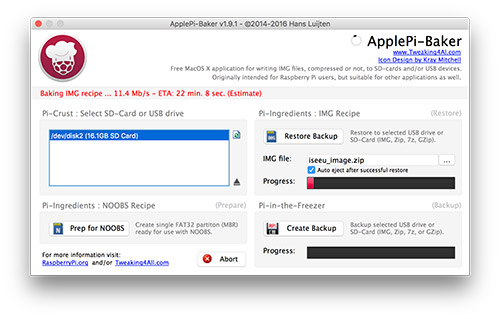 ApplePi-Baker v1.9.1 - ©2014-2016 Hans Luijten
ApplePi-Baker
www.Tweaking4All.com
Icon Design by Kray Mitchell
Free MacOS X application for writing IMG files, compressed or not, to SD-cards and/or USB devices.
Originally intended for Raspberry Pi users, but suitable for other applications as well.
Baking IMG recipe ... 11.4 Mb/s - ETA: 22 min. 8 sec. (Estimate)
Pi-Crust : Select SD-Card or USB drive
/dev/disk2 (16.1GB SD Card)
Pi-Ingredients : IMG Recipe
(Restore)
Restore Backup
Restore to selected USB drive or
SD-Card (IMG, Zip, 7z, GZip).
IMG file:
iseeu_image.zip
...
Auto eject after successful restore
Progress:
Pi-Ingredients : NOOBS Recipe
(Prepare)
Prep for NOOBS
Create single FAT32 partiton (MBR)
ready for use with NOOBS.
Pi-in-the-Freezer
(Backup)
Create Backup
Backup selected USB drive or
SD-Card (IMG, Zip, 7z, or GZip).
Progress:
For more information visit:
RaspberryPi.org and/or Tweaking4All.com
Abort